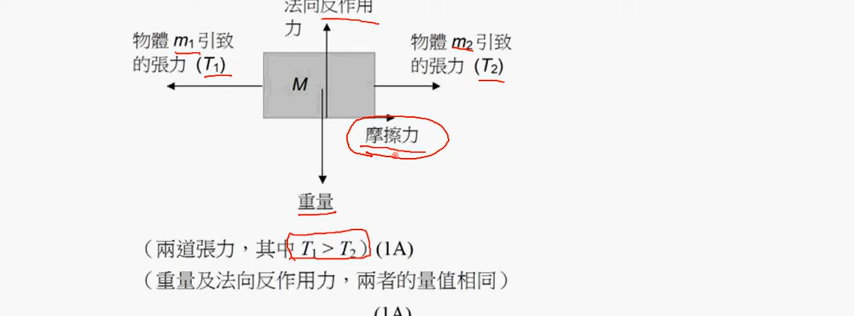 法向反作用
力
物體 m1 引致
的張力 (T1)
物體 m2 引致
的張力 (T2)
M
摩擦力
重量
（兩道張力，其中 T1 > T2）(1A)
（重量及法向反作用力，兩者的量值相同）
(1A)